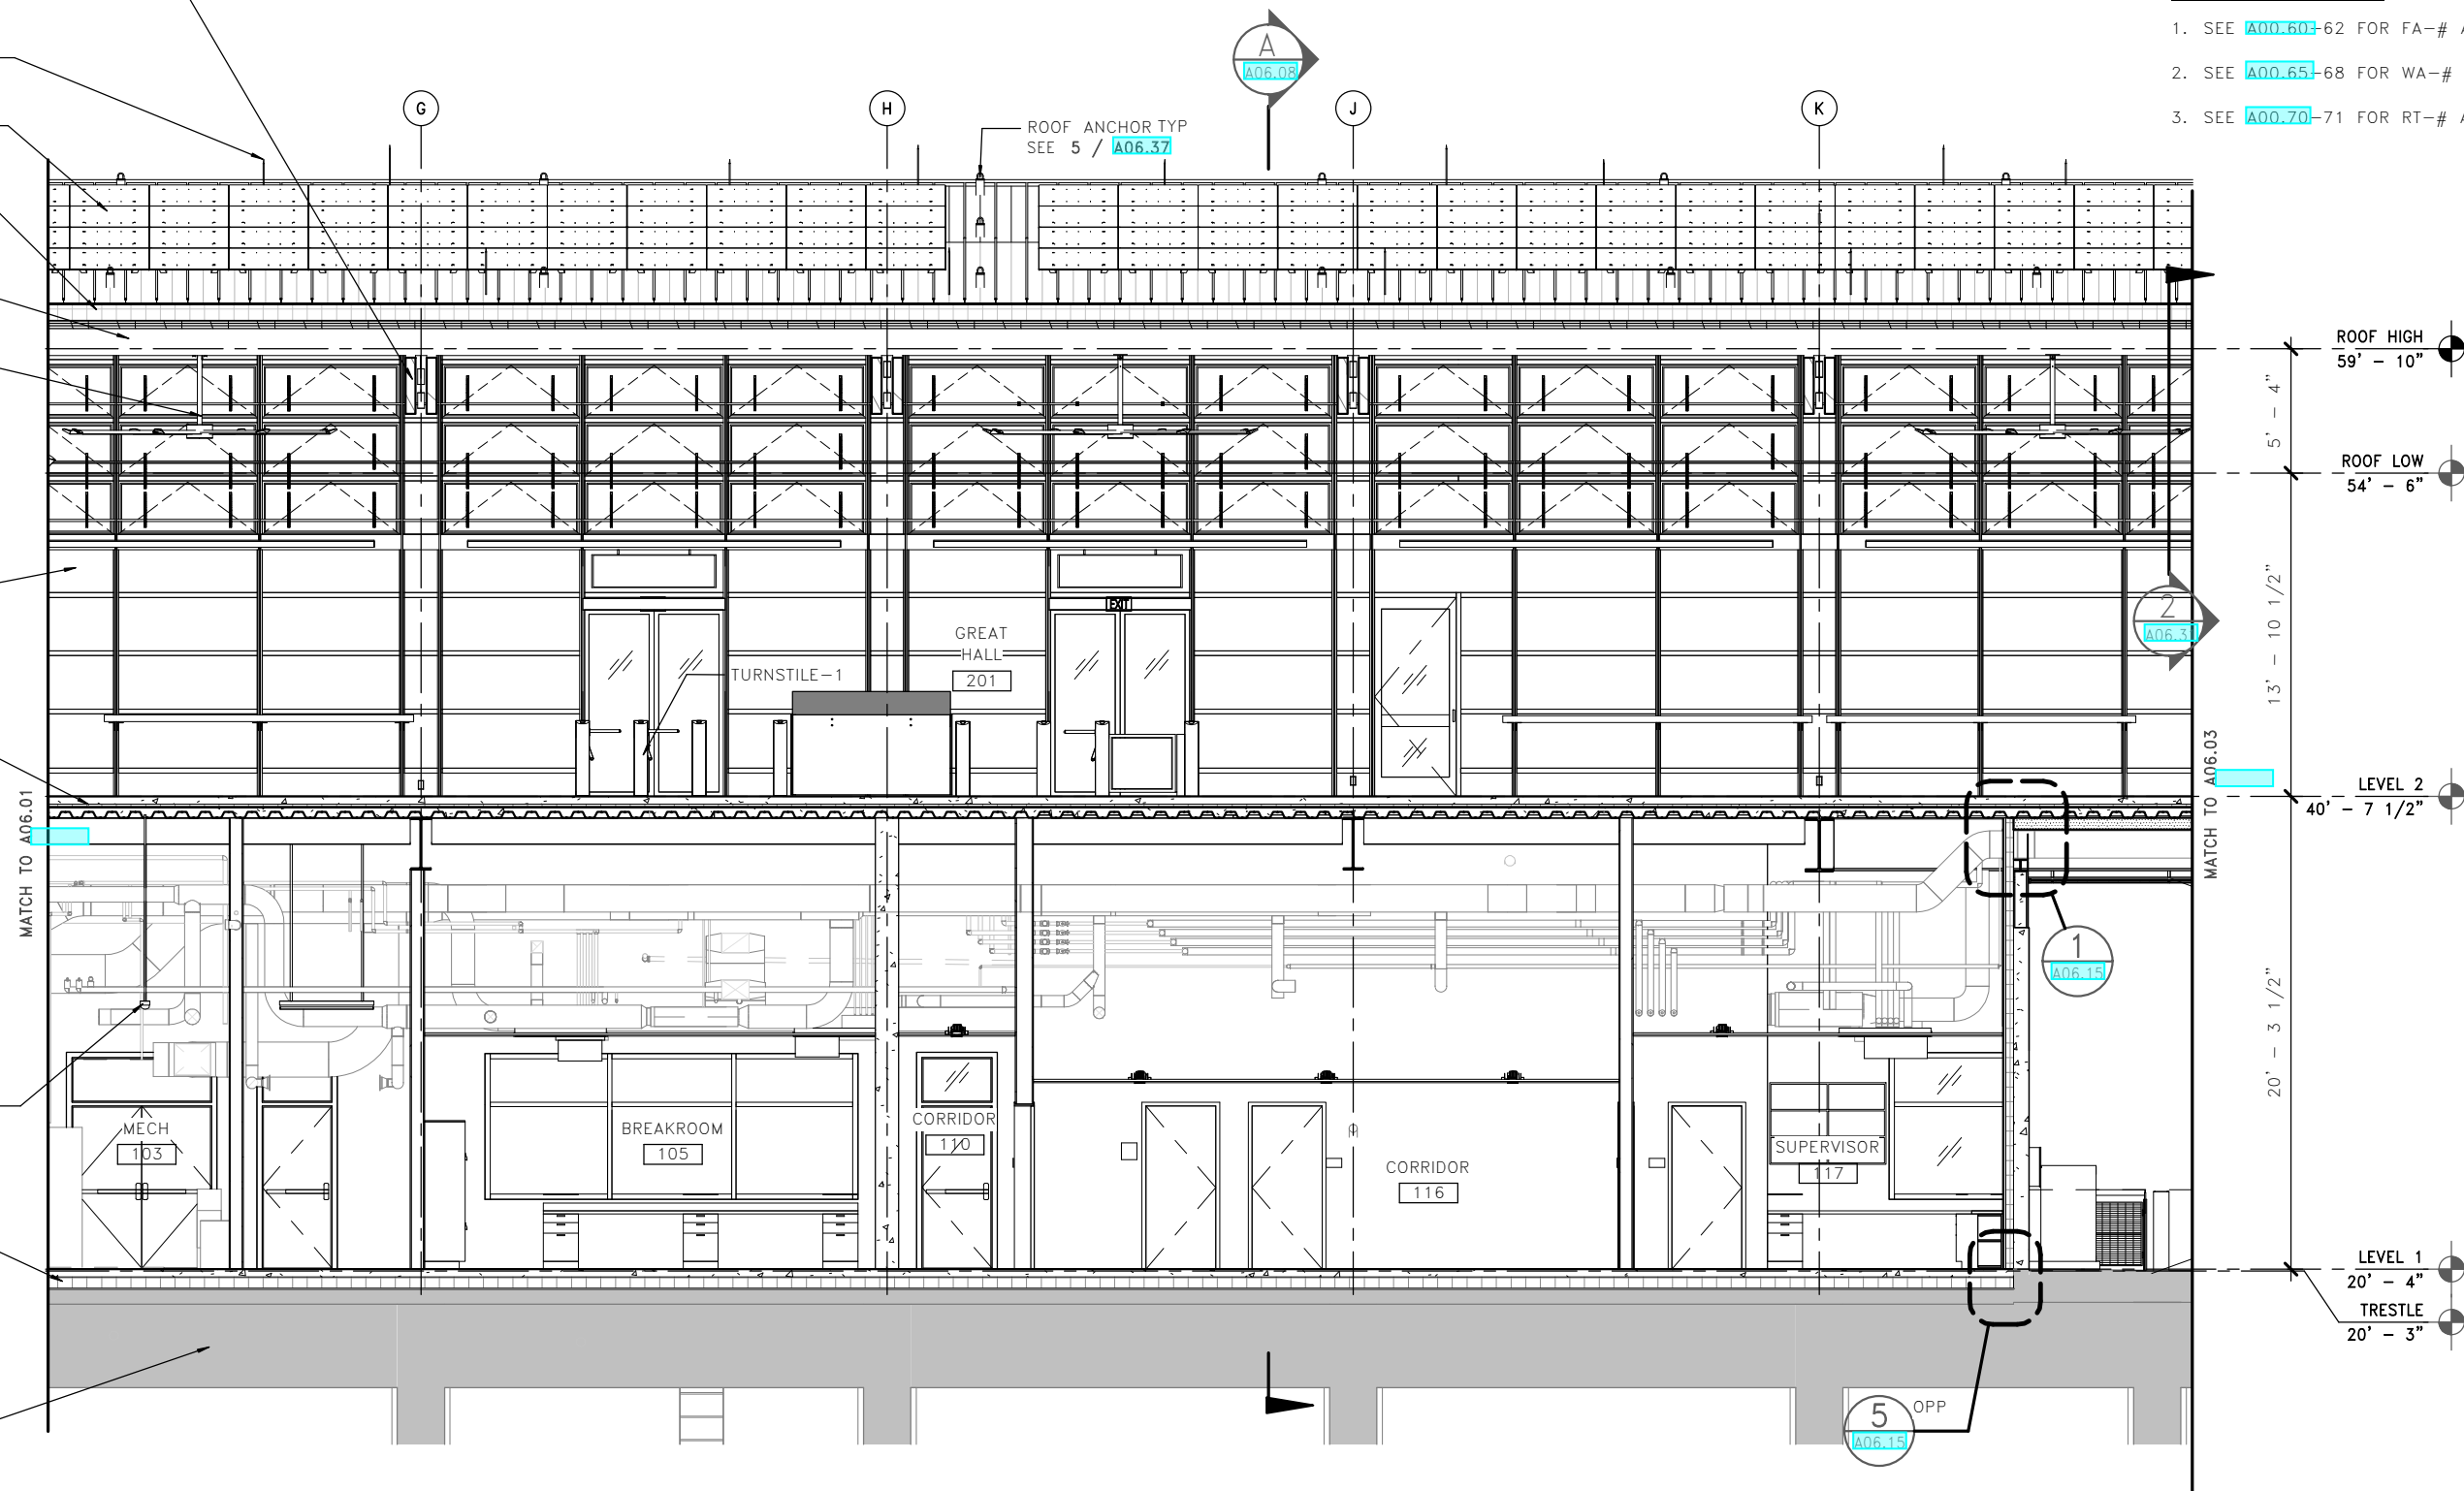 1. SEE A00.60-62 FOR FA-#
2. SEE A00.65-68 FOR WA-#
3. SEE A00.70-71 FOR RT-#
A
A06.08
G
H
J
K
ROOF ANCHOR TYP
SEE 5 / A06.37
ROOF HIGH
59' - 10"
5' - 4"
ROOF LOW
54' - 6"
13' - 10 1/2"
2
EXIT
GREAT
HALL
201
TURNSTILE-1
MATCH TO A06.01
MATCH TO A06.03
LEVEL 2
40' - 7 1/2"
1
A06.15
20' - 3 1/2"
MECH
103
BREAKROOM
105
CORRIDOR
110
CORRIDOR
116
SUPERVISOR
117
LEVEL 1
20' - 4"
TRESTLE
20' - 3"
5
A06.15
OPP